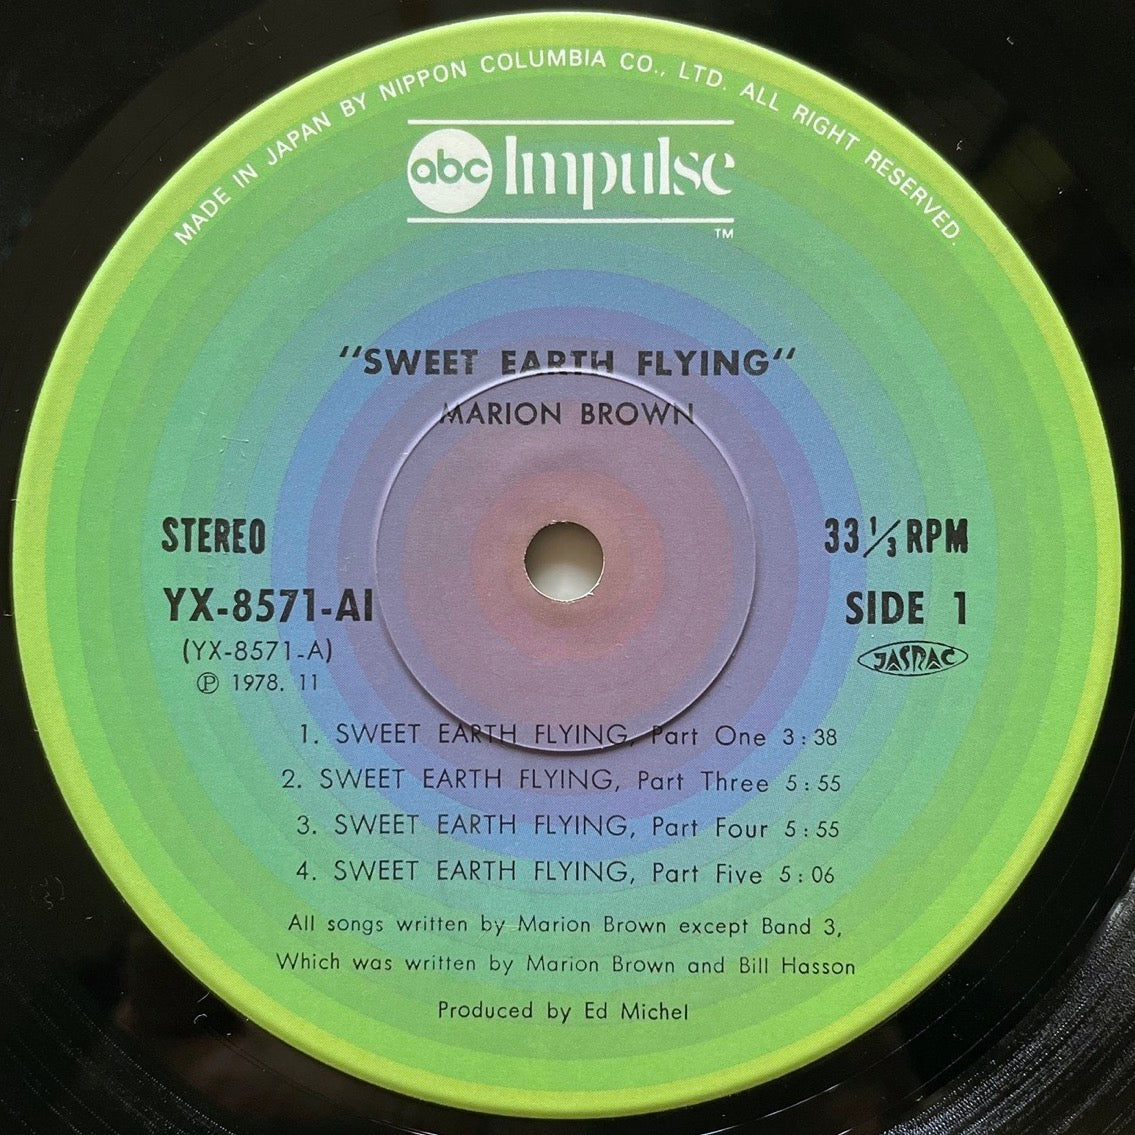 MADE IN JAPAN BY NIPPON COLUMBIA CO., LTD. ALL RIGHT RESERVED.
abc Impulse
TM
"SWEET EARTH FLYING"
MARION BROWN
STEREO
33 1/3 RPM
YX-8571-AI
SIDE 1
(YX-8571-A)
JASRAC
Ⓟ 1978. 11
1. SWEET EARTH FLYING, Part One 3:38
2. SWEET EARTH FLYING, Part Three 5:55
3. SWEET EARTH FLYING, Part Four 5:55
4. SWEET EARTH FLYING, Part Five 5:06
All songs written by Marion Brown except Band 3,
Which was written by Marion Brown and Bill Hasson
Produced by Ed Michel